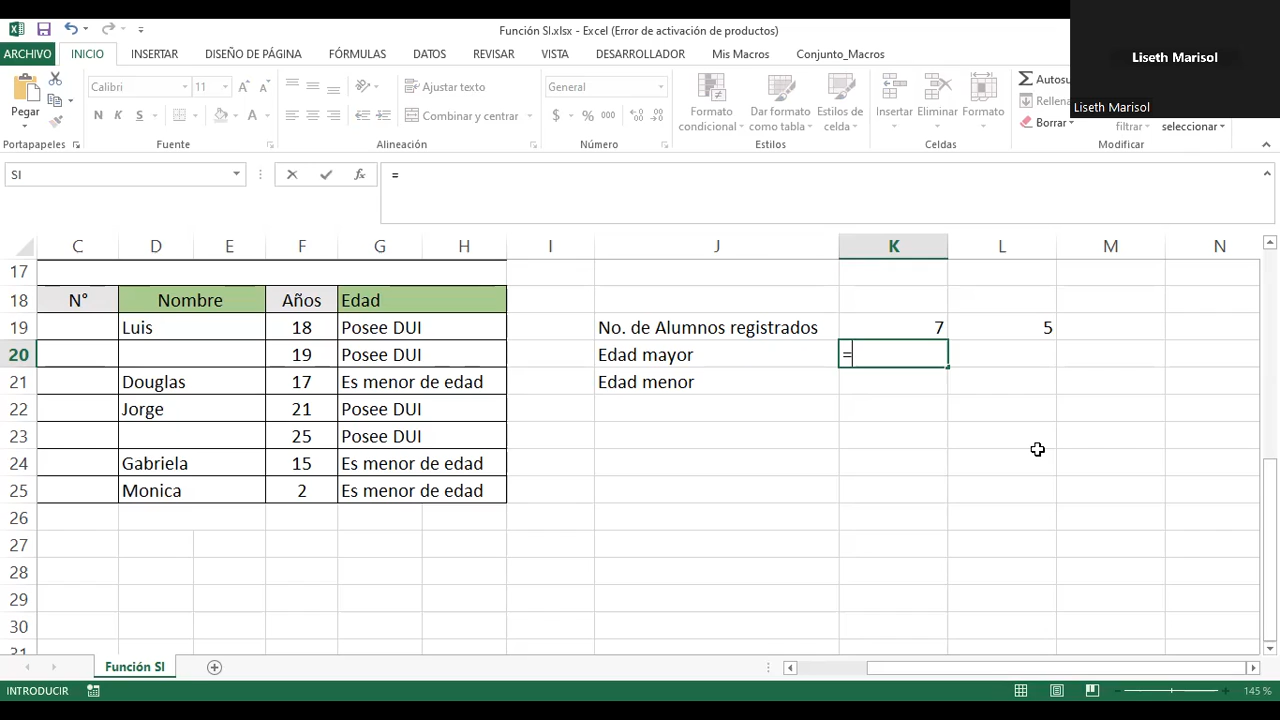 Función SI.xlsx - Excel (Error de activación de productos)
Liseth Marisol
Liseth Marisol
ARCHIVO INICIO INSERTAR DISEÑO DE PÁGINA FÓRMULAS DATOS REVISAR VISTA DESARROLLADOR Mis Macros Conjunto_Macros
Pegar
Calibri 11
N K S
Ajustar texto
Combinar y centrar
General
$ % 000
Formato condicional
Dar formato como tabla
Estilos de celda
Insertar Eliminar Formato
Autosu
Rellena
Borrar
filtrar
seleccionar
Portapapeles Fuente Alineación Número Estilos Celdas Modificar
SI fx =
C D E F G H I J K L M N
17
18 N° Nombre Años Edad
19 Luis 18 Posee DUI No. de Alumnos registrados 7 5
20 19 Posee DUI Edad mayor =
21 Douglas 17 Es menor de edad Edad menor
22 Jorge 21 Posee DUI
23 25 Posee DUI
24 Gabriela 15 Es menor de edad
25 Monica 2 Es menor de edad
26
27
28
29
30
31
Función SI
INTRODUCIR 145 %